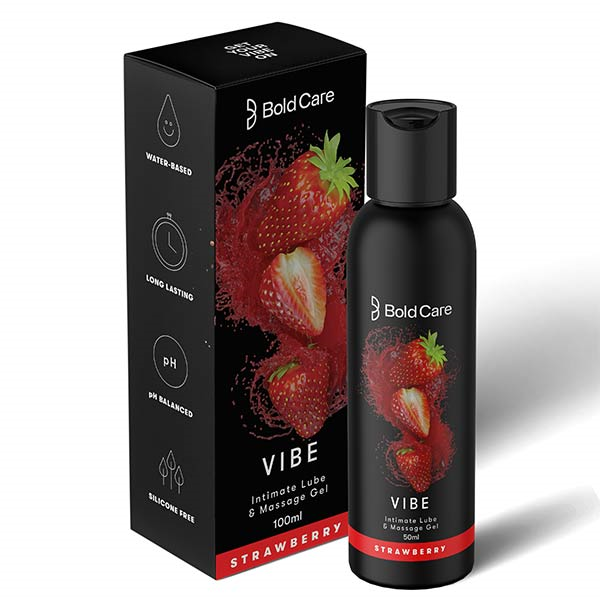 GET
YOUR
VIBE
ON
Bold Care
WATER-BASED
LONG LASTING
pH
pH BALANCED
SILICONE FREE
VIBE
Intimate Lube
& Massage Gel
100ml
STRAWBERRY
Bold Care
VIBE
Intimate Lube
& Massage Gel
50ml
STRAWBERRY